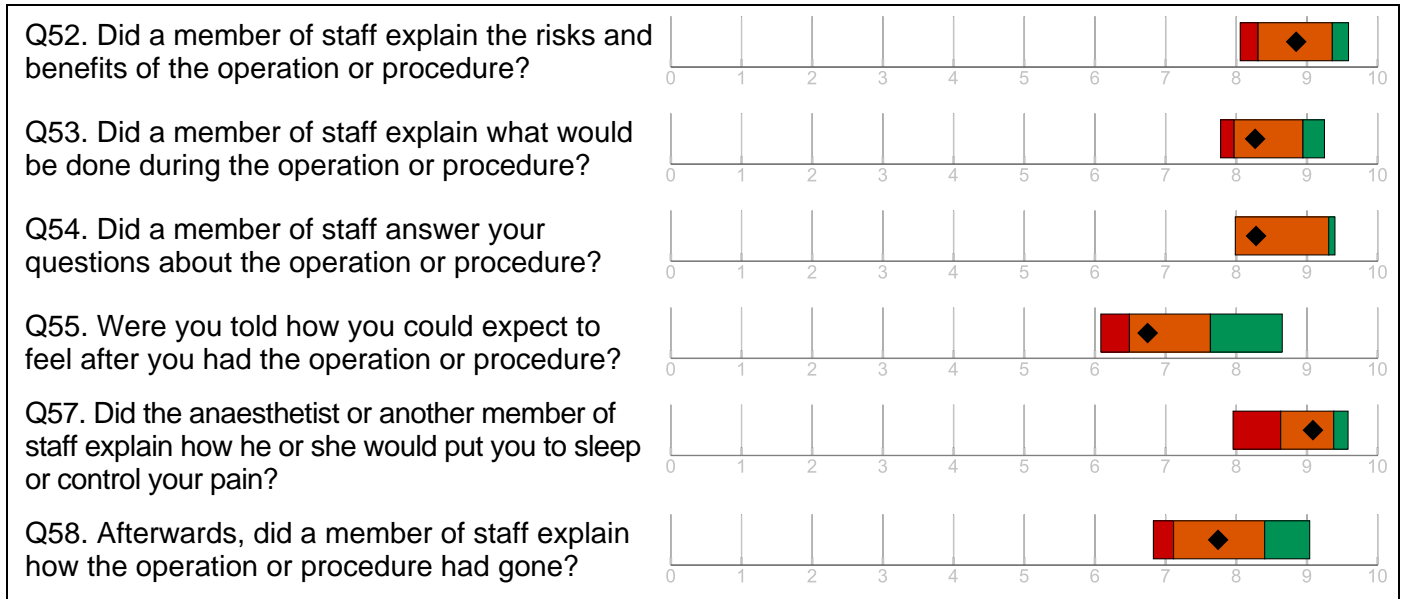 Q52. Did a member of staff explain the risks and
benefits of the operation or procedure?
0 1 2 3 4 5 6 7 8 9 10
Q53. Did a member of staff explain what would
be done during the operation or procedure?
0 1 2 3 4 5 6 7 8 9 10
Q54. Did a member of staff answer your
questions about the operation or procedure?
0 1 2 3 4 5 6 7 8 9 10
Q55. Were you told how you could expect to
feel after you had the operation or procedure?
0 1 2 3 4 5 6 7 8 9 10
Q57. Did the anaesthetist or another member of
staff explain how he or she would put you to sleep
or control your pain?
0 1 2 3 4 5 6 7 8 9 10
Q58. Afterwards, did a member of staff explain
how the operation or procedure had gone?
0 1 2 3 4 5 6 7 8 9 10